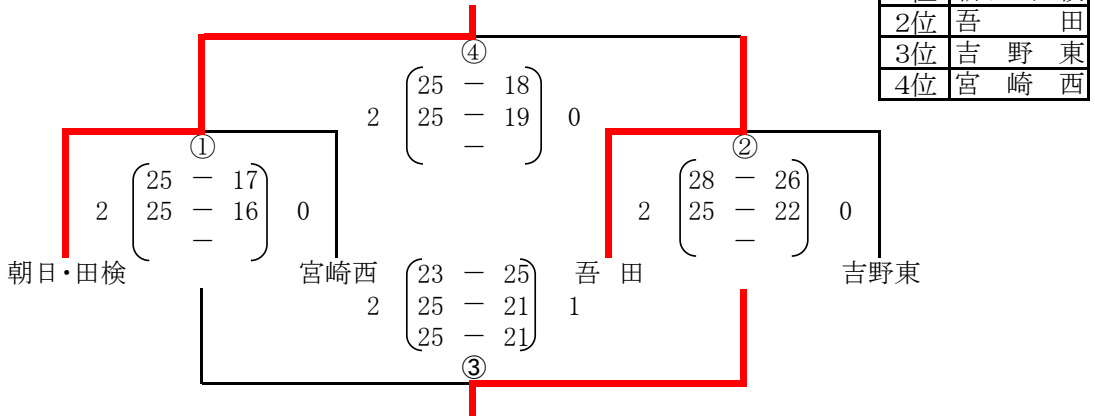 2位 吾 田
3位 吉 野 東
4位 宮 崎 西
④
25 － 18
2 25 － 19 0
－
①
25 － 17
2 25 － 16 0
－
②
28 － 26
2 25 － 22 0
－
朝日・田検 宮崎西 吾 田 吉野東
23 － 25
2 25 － 21 1
25 － 21
③